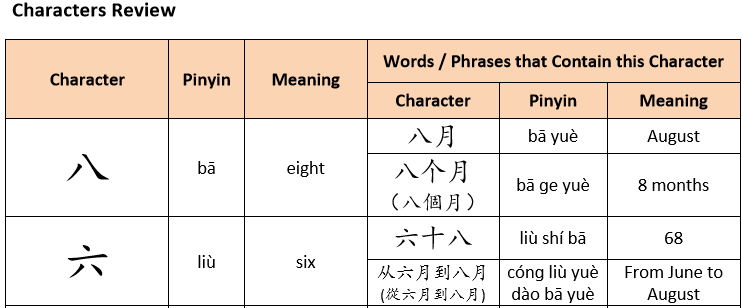 Characters Review
Character Pinyin Meaning Words / Phrases that Contain this Character
Character Pinyin Meaning
八 bā eight
八月 bā yuè August
八个月
（八個月）
bā ge yuè 8 months
六 liù six
六十八 liù shí bā 68
从六月到八月
(從六月到八月)
cóng liù yuè
dào bā yuè
From June to
August